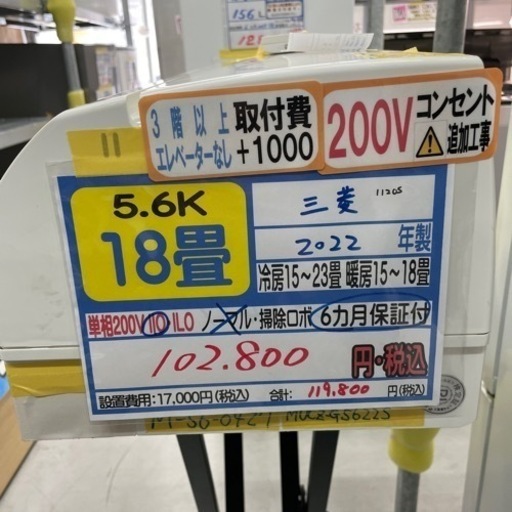 156L
3階以上
エレベーターなし
取付費
+1000
200V
コンセント
追加工事
5.6K
18畳
三菱
2022 年製
冷房15～23畳 暖房15～18畳
単相200V IIO ILO ノーマル・掃除ロボ 6カ月保証付
102.800 円・税込
設置費用:17.000円(税込) 合計: 119.800 円(税込)